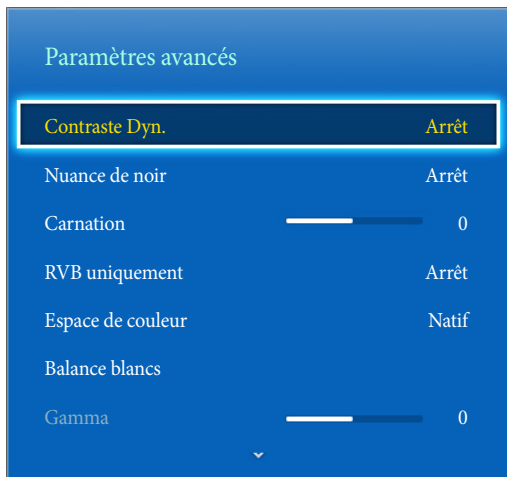 Paramètres avancés
Contraste Dyn. Arrêt
Nuance de noir Arrêt
Carnation 0
RVB uniquement Arrêt
Espace de couleur Natif
Balance blancs
Gamma 0